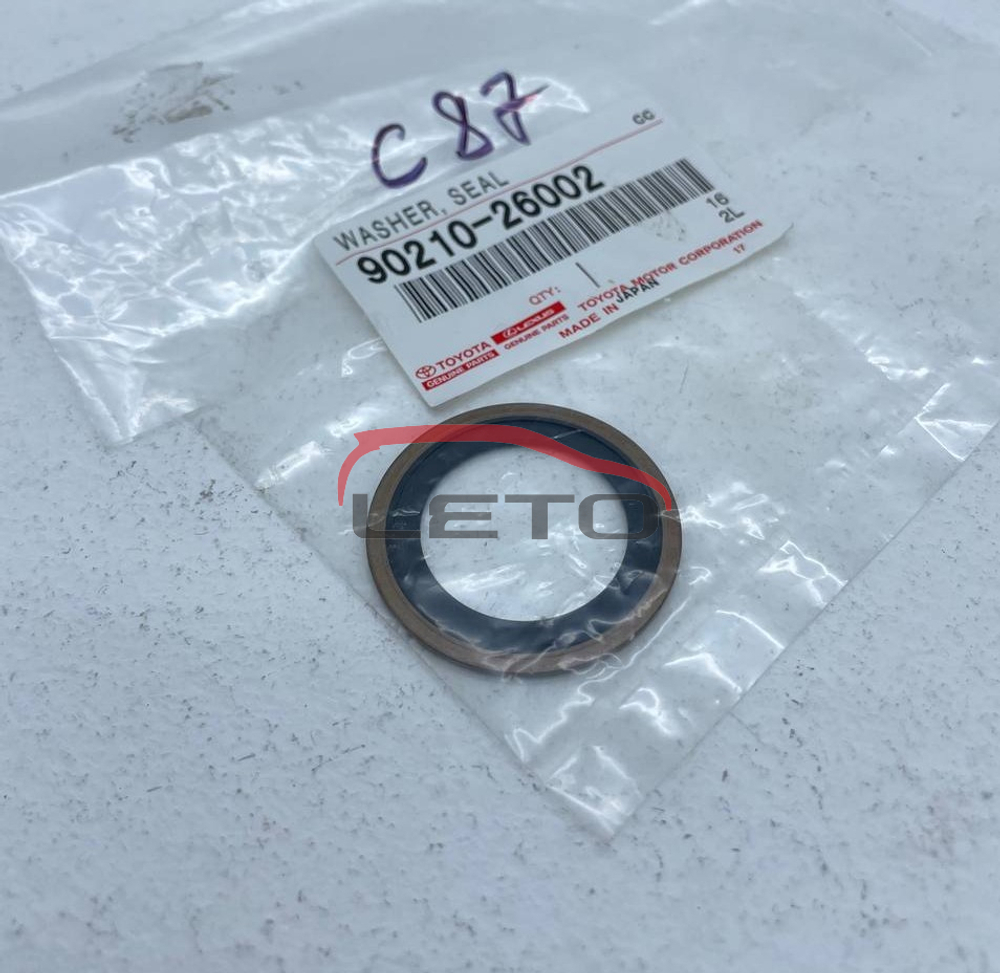 C 87
CC
WASHER, SEAL
90210-26002
16
2L
QTY: 1
TOYOTA
GENUINE PARTS
LEXUS
GENUINE PARTS
TOYOTA MOTOR CORPORATION
MADE IN JAPAN
17
LETO